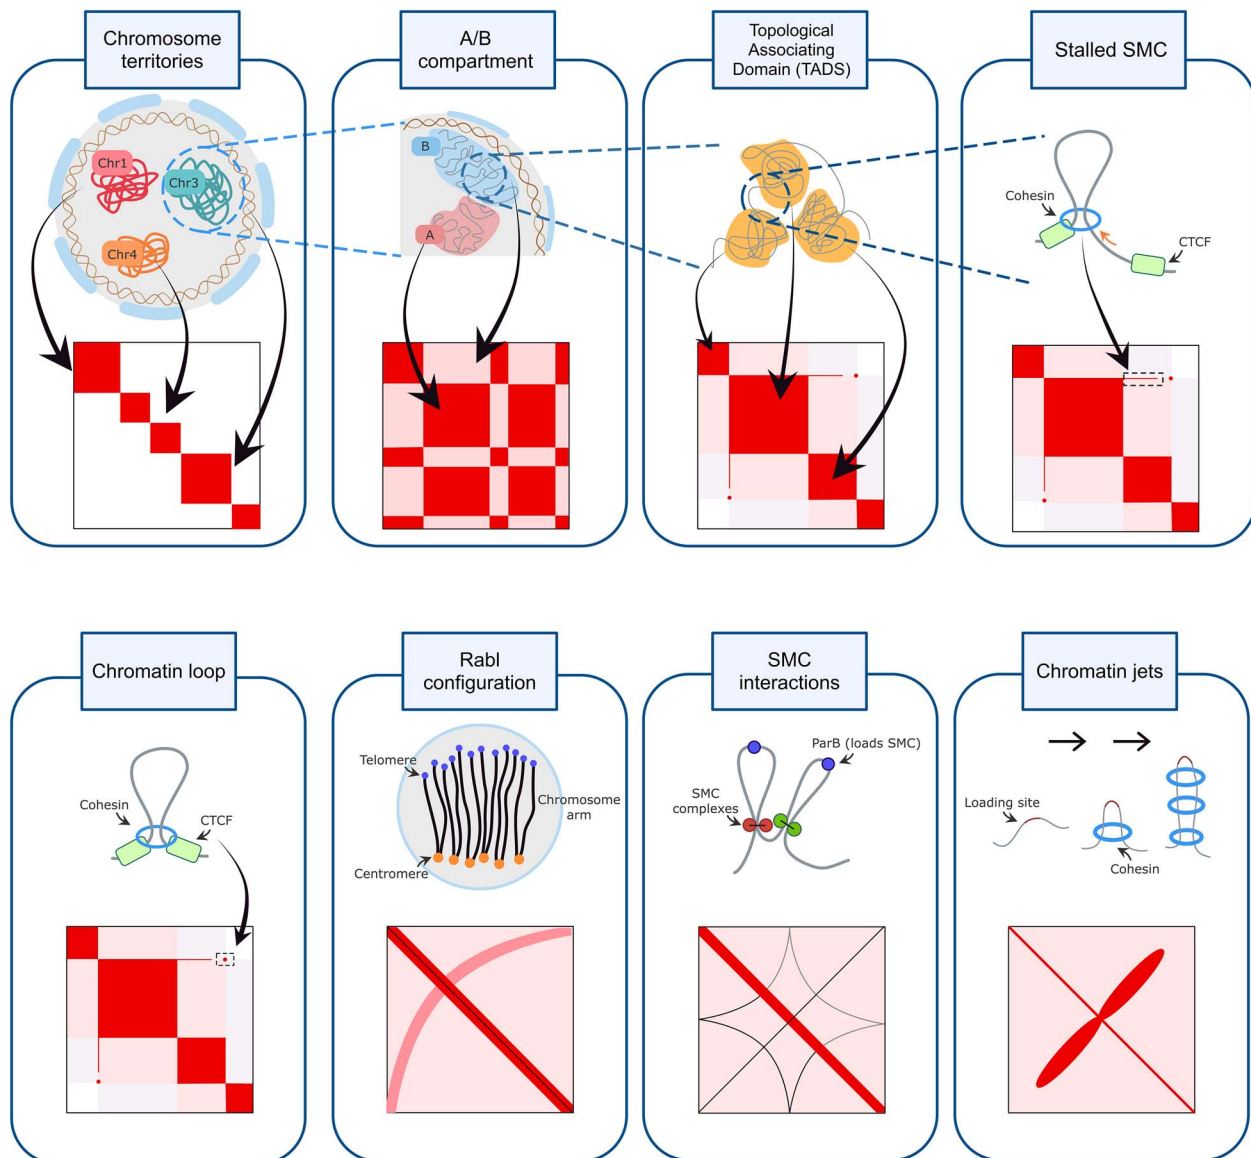 Chromosome
territories
A/B
compartment
Topological
Associating
Domain (TADS)
Stalled SMC
Chr1
Chr3
Chr4
B
A
Cohesin
CTCF
Chromatin loop
Rabl
configuration
SMC
interactions
Chromatin jets
Cohesin
CTCF
Telomere
Chromosome
arm
Centromere
ParB (loads SMC)
SMC
complexes
Loading site
Cohesin